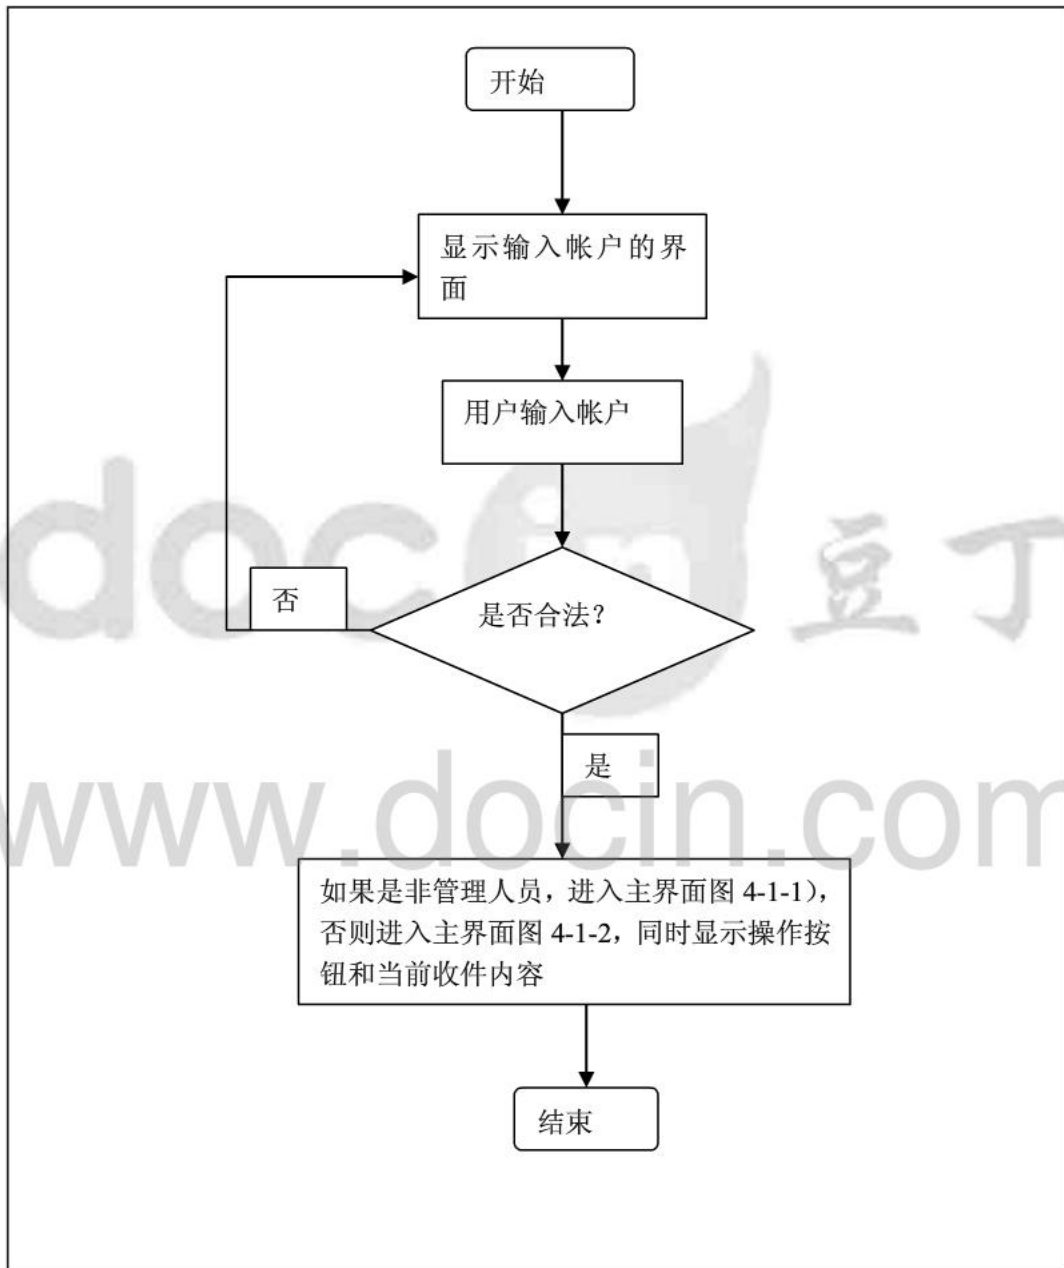 开始
显示输入帐户的界
面
用户输入帐户
docin 豆丁
否
是否合法？
是
www.docin.com
如果是非管理人员，进入主界面图 4-1-1），
否则进入主界面图 4-1-2，同时显示操作按
钮和当前收件内容
结束